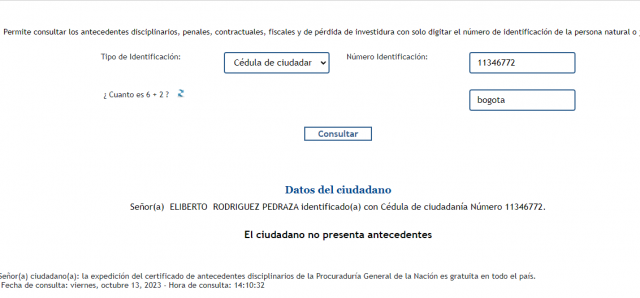 Permite consultar los antecedentes disciplinarios, penales, contractuales, fiscales y de pérdida de investidura con solo digitar el número de identificación de la persona natural o
Tipo de Identificación: Cédula de ciudadar Número Identificación: 11346772
¿ Cuanto es 6 + 2 ? bogota
Consultar
Datos del ciudadano
Señor(a) ELIBERTO RODRIGUEZ PEDRAZA identificado(a) con Cédula de ciudadanía Número 11346772.
El ciudadano no presenta antecedentes
Señor(a) ciudadano(a): la expedición del certificado de antecedentes disciplinarios de la Procuraduría General de la Nación es gratuita en todo el país.
Fecha de consulta: viernes, octubre 13, 2023 - Hora de consulta: 14:10:32